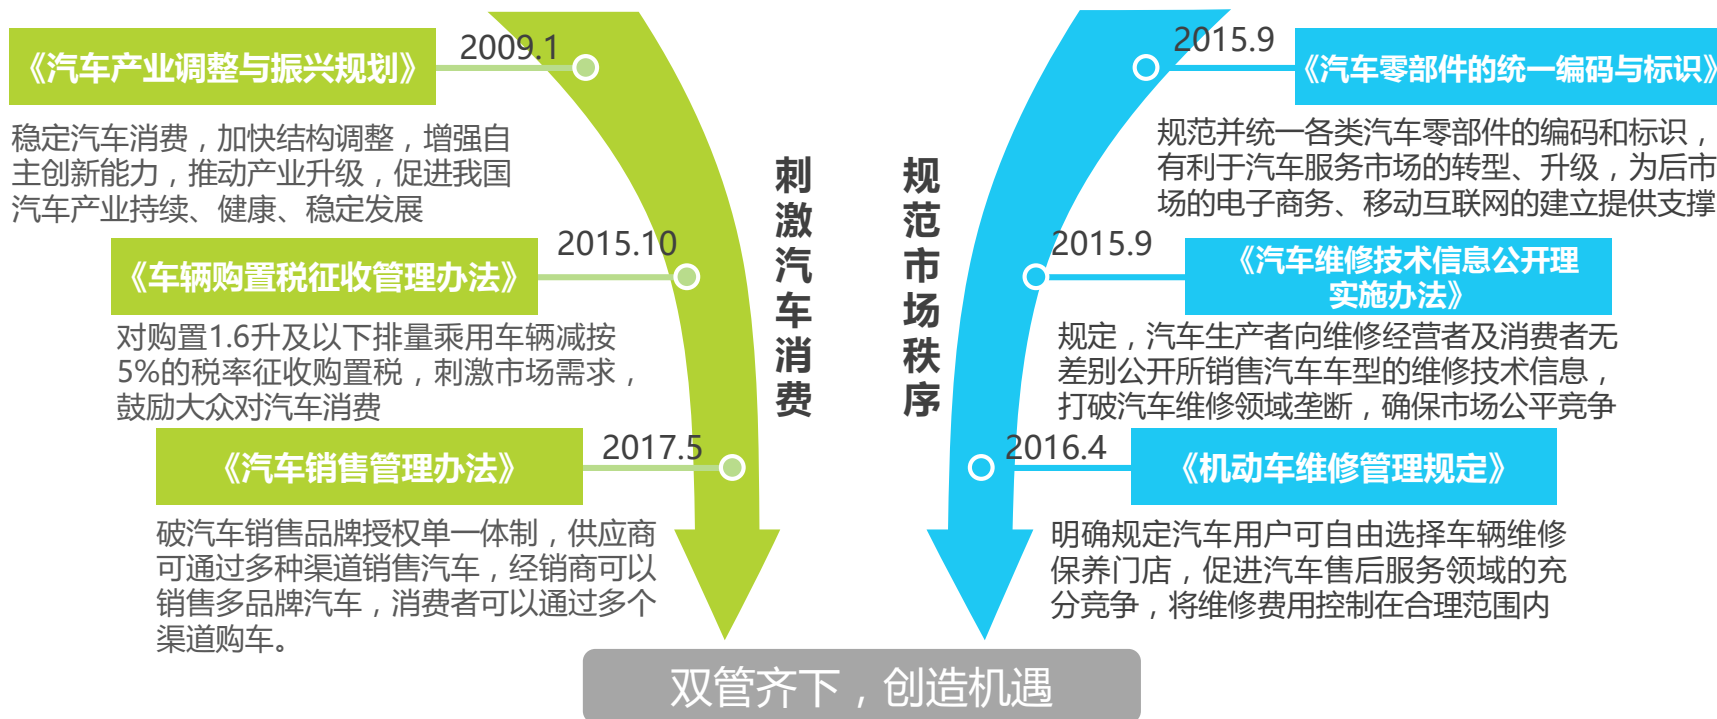 2009.1
《汽车产业调整与振兴规划》
稳定汽车消费，加快结构调整，增强自
主创新能力，推动产业升级，促进我国
汽车产业持续、健康、稳定发展
2015.10
《车辆购置税征收管理办法》
对购置1.6升及以下排量乘用车辆减按
5%的税率征收购置税，刺激市场需求，
鼓励大众对汽车消费
2017.5
《汽车销售管理办法》
破汽车销售品牌授权单一体制，供应商
可通过多种渠道销售汽车，经销商可以
销售多品牌汽车，消费者可以通过多个
渠道购车。
刺激汽车消费
规范市场秩序
2015.9
《汽车零部件的统一编码与标识》
规范并统一各类汽车零部件的编码和标识，
有利于汽车服务市场的转型、升级，为后市
场的电子商务、移动互联网的建立提供支撑
2015.9
《汽车维修技术信息公开理
实施办法》
规定，汽车生产者向维修经营者及消费者无
差别公开所销售汽车车型的维修技术信息，
打破汽车维修领域垄断，确保市场公平竞争
2016.4
《机动车维修管理规定》
明确规定汽车用户可自由选择车辆维修
保养门店，促进汽车售后服务领域的充
分竞争，将维修费用控制在合理范围内
双管齐下，创造机遇